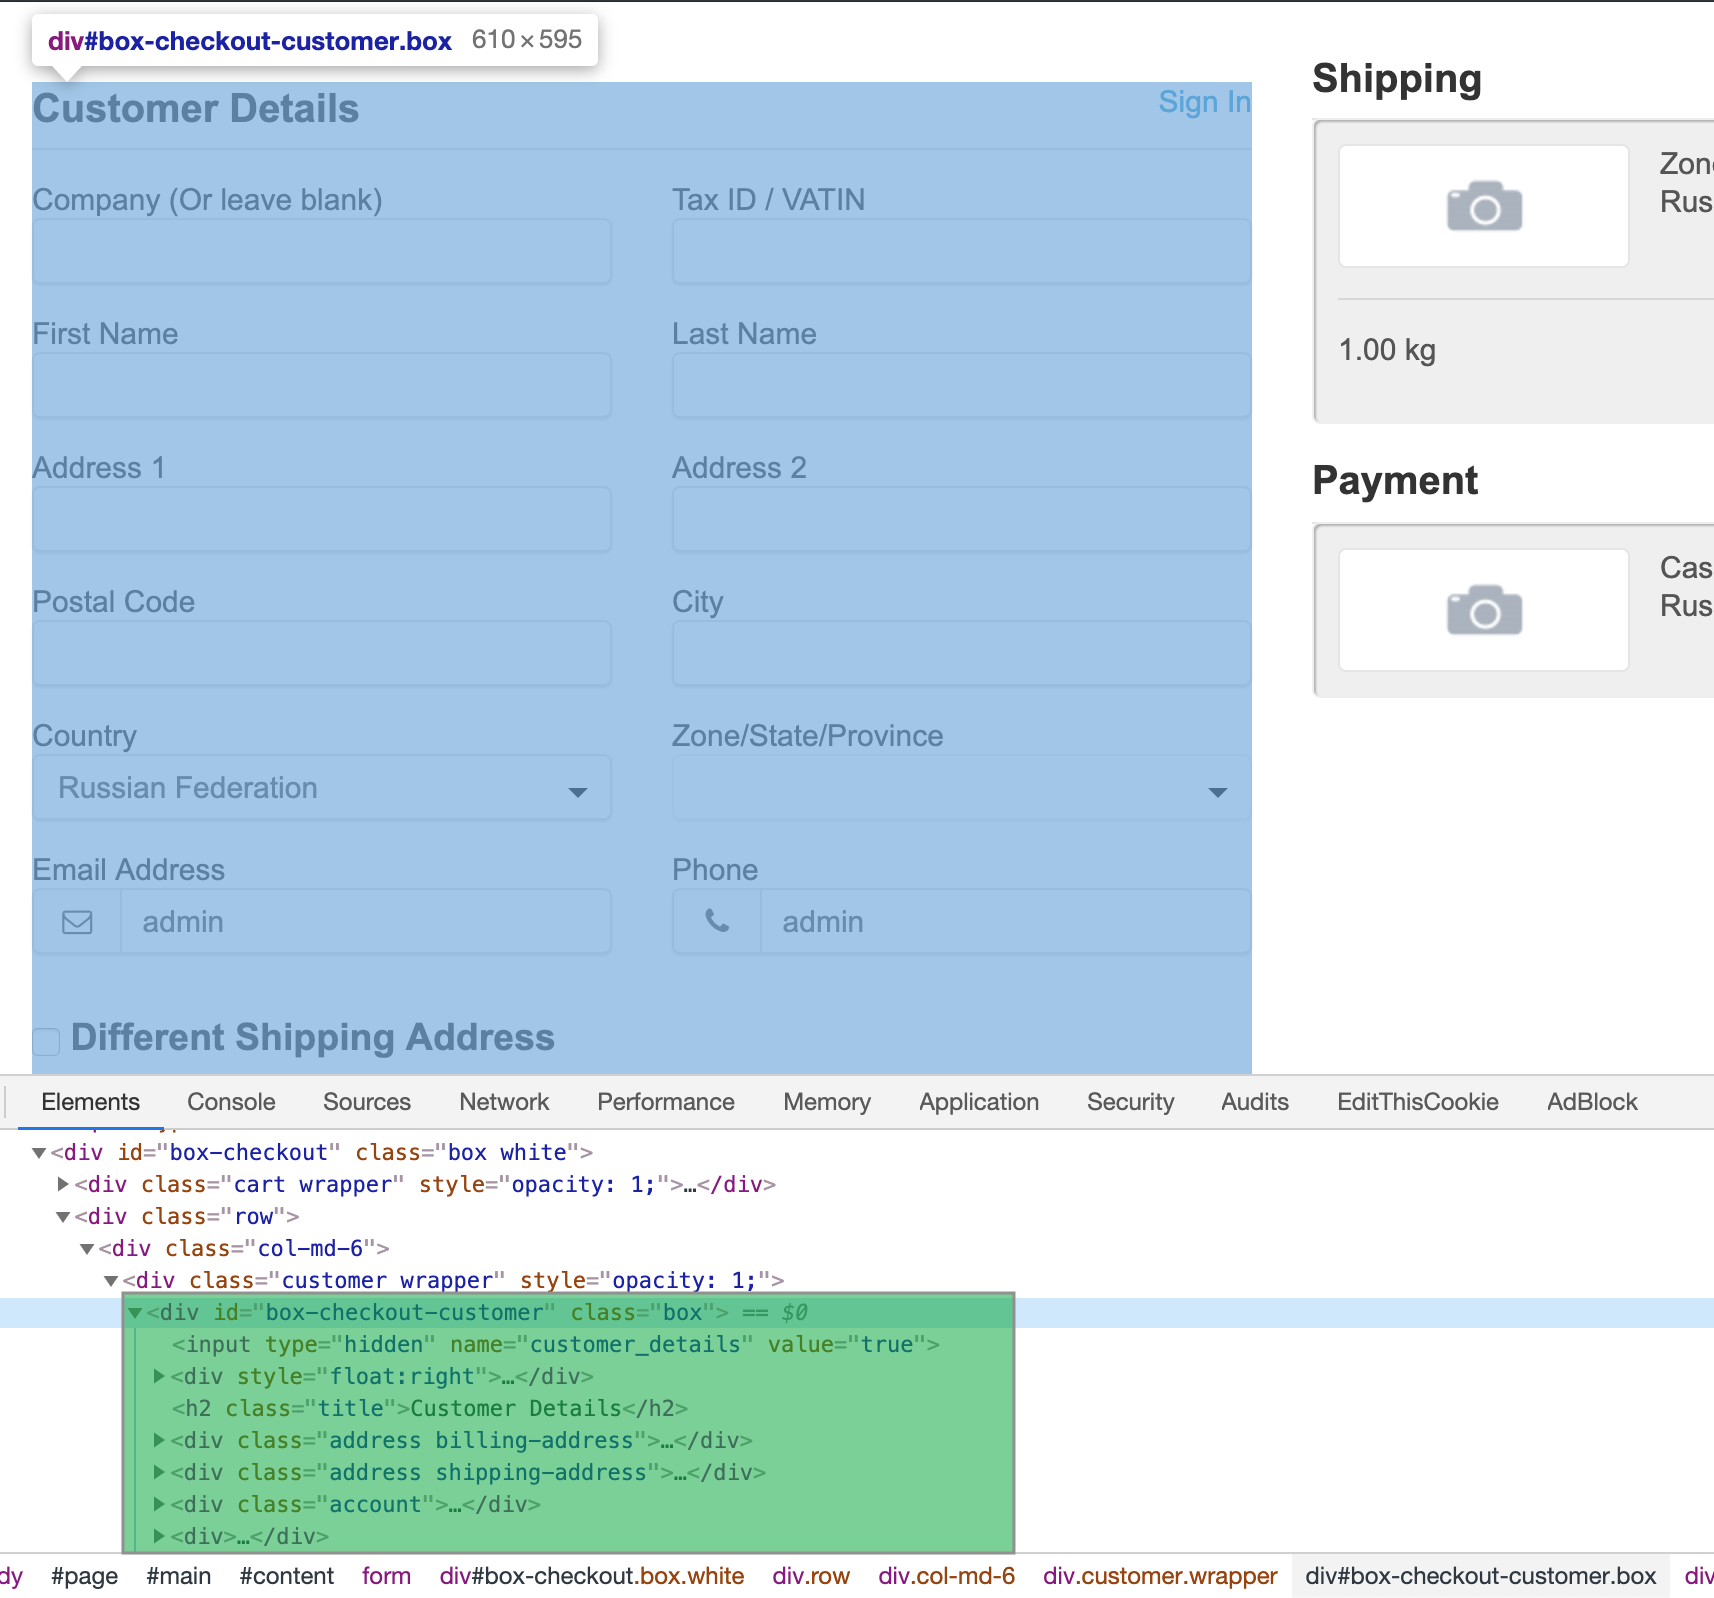 div#box-checkout-customer.box 610×595
Customer Details
Sign In
Company (Or leave blank)
Tax ID / VATIN
First Name
Last Name
Address 1
Address 2
Postal Code
City
Country
Zone/State/Province
Russian Federation
Email Address
Phone
admin
admin
Different Shipping Address
Shipping
Zon
Rus
1.00 kg
Payment
Cas
Rus
Elements Console Sources Network Performance Memory Application Security Audits EditThisCookie AdBlock
<div id="box-checkout" class="box white">
<div class="cart wrapper" style="opacity: 1;">…</div>
<div class="row">
<div class="col-md-6">
<div class="customer wrapper" style="opacity: 1;">
<div id="box-checkout-customer" class="box"> == $0
<input type="hidden" name="customer_details" value="true">
<div style="float:right">…</div>
<h2 class="title">Customer Details</h2>
<div class="address billing-address">…</div>
<div class="address shipping-address">…</div>
<div class="account">…</div>
<div>…</div>
dy #page #main #content form div#box-checkout.box.white div.row div.col-md-6 div.customer.wrapper div#box-checkout-customer.box div